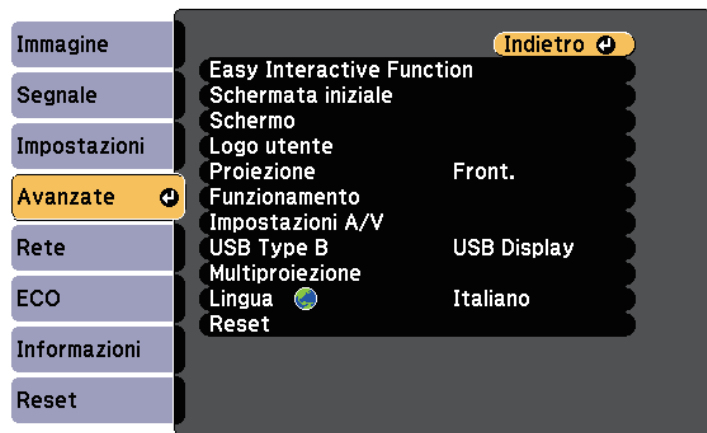 Immagine
Segnale
Impostazioni
Avanzate
Rete
ECO
Informazioni
Reset
Indietro
Easy Interactive Function
Schermata iniziale
Schermo
Logo utente
Proiezione Front.
Funzionamento
Impostazioni A/V
USB Type B USB Display
Multiproiezione
Lingua Italiano
Reset